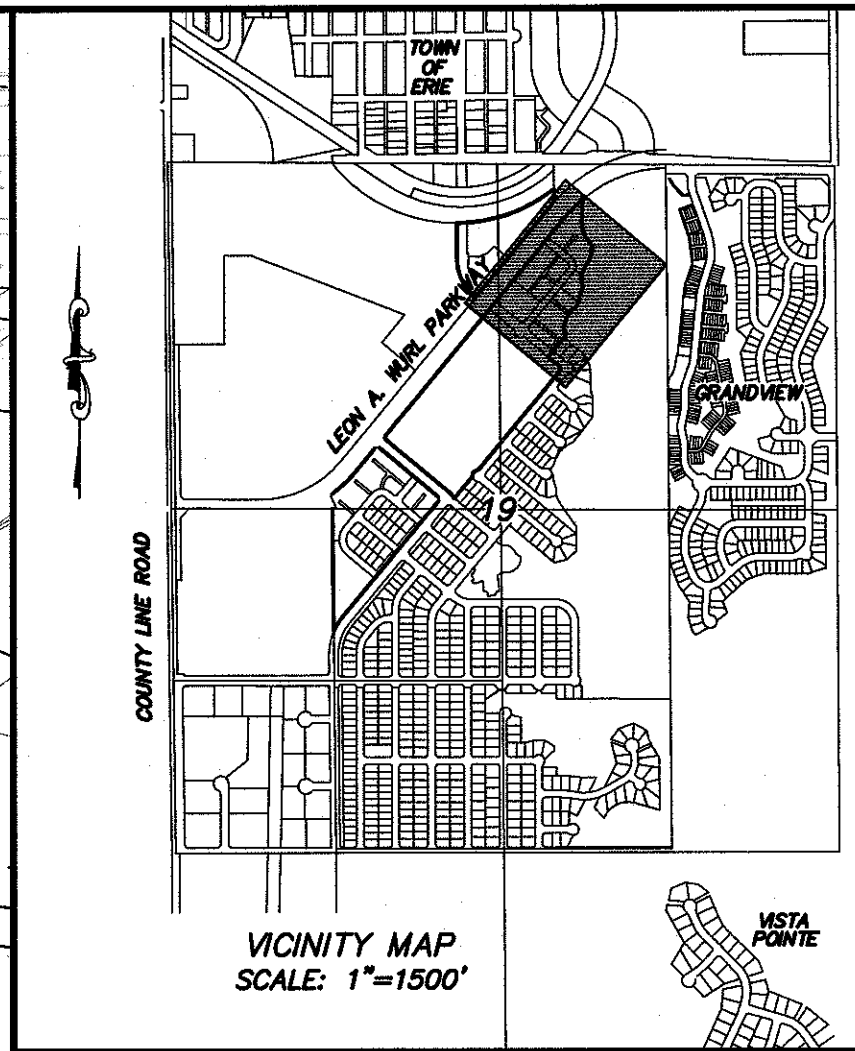 TOWN
OF
ERIE
LEON A. WURL PARKWAY
GRANDVIEW
19
COUNTY LINE ROAD
VICINITY MAP
SCALE: 1"=1500'
VISTA
POINTE